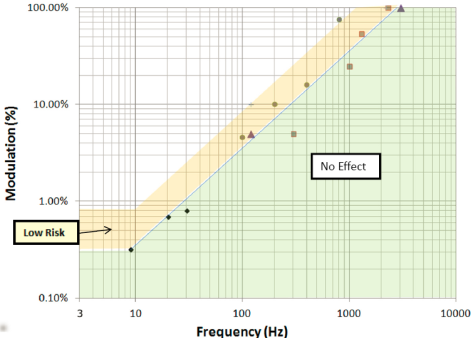 100.00%
10.00%
1.00%
0.10%
Modulation(%)
No Effect
Low Risk
3
10
100
1000
10000
Frequency (Hz)